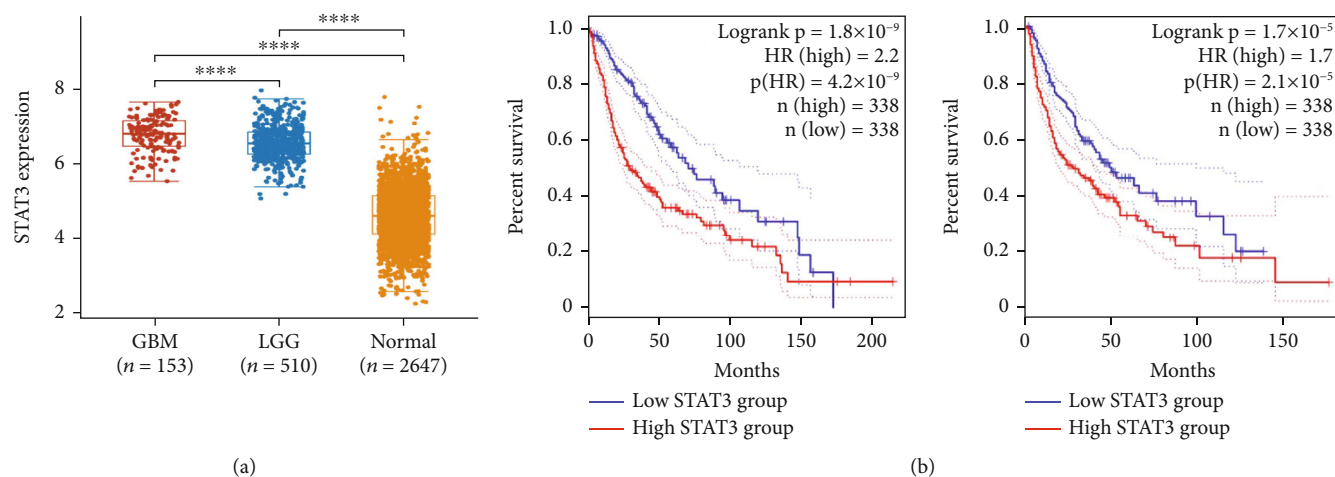 ****
****
****
STAT3 expression
8
6
4
2
GBM
(n = 153)
LGG
(n = 510)
Normal
(n = 2647)
(a)
Percent survival
1.0
0.8
0.6
0.4
0.2
0
Logrank p = 1.8×10⁻⁹
HR (high) = 2.2
p(HR) = 4.2×10⁻⁹
n (high) = 338
n (low) = 338
0 50 100 150 200
Months
Low STAT3 group
High STAT3 group
Percent survival
1.0
0.8
0.6
0.4
0.2
0
Logrank p = 1.7×10⁻⁵
HR (high) = 1.7
p(HR) = 2.1×10⁻⁵
n (high) = 338
n (low) = 338
0 50 100 150
Months
Low STAT3 group
High STAT3 group
(b)